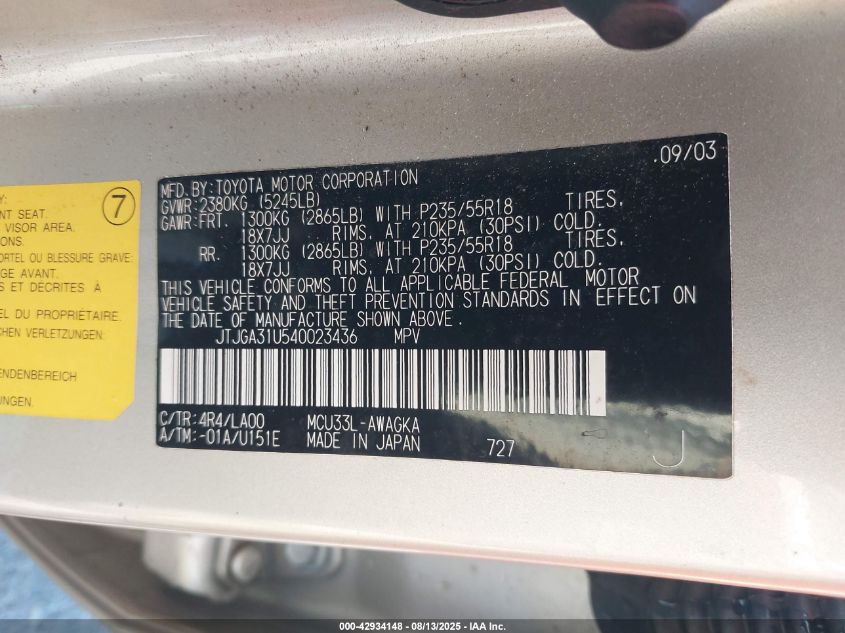 Y:
NT SEAT.
VISOR AREA.
IONS.
ORTEL OU BLESSURE GRAVE:
GE AVANT.
S ET DÉCRITES À
EL DU PROPRIÉTAIRE.
EN VERLETZUNG:
ENDENBEREICH
TUNGEN.
7
09/03
MFD.BY:TOYOTA MOTOR CORPORATION
GVWR:2380KG (5245LB)
GAWR:FRT. 1300KG (2865LB) WITH P235/55R18 TIRES,
18X7JJ RIMS, AT 210KPA (30PSI) COLD.
RR. 1300KG (2865LB) WITH P235/55R18 TIRES,
18X7JJ RIMS, AT 210KPA (30PSI) COLD.
THIS VEHICLE CONFORMS TO ALL APPLICABLE FEDERAL MOTOR
VEHICLE SAFETY AND THEFT PREVENTION STANDARDS IN EFFECT ON
THE DATE OF MANUFACTURE SHOWN ABOVE.
JTJGA31U540023436 MPV
C/TR:4R4/LA00 MCU33L-AWAGKA
A/TM:-01A/U151E MADE IN JAPAN 727
J
000-42934148 - 08/13/2025 - IAA Inc.